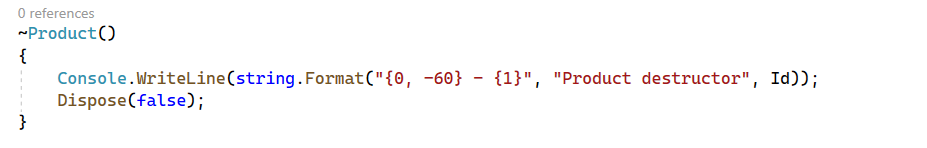 0 references
~Product()
{
Console.WriteLine(string.Format("{0, -60} - {1}", "Product destructor", Id));
Dispose(false);
}